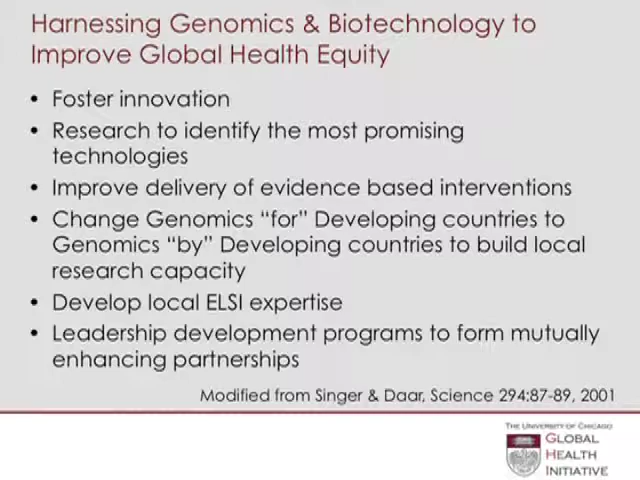 Harnessing Genomics & Biotechnology to
Improve Global Health Equity
• Foster innovation
• Research to identify the most promising
technologies
• Improve delivery of evidence based interventions
• Change Genomics “for” Developing countries to
Genomics “by” Developing countries to build local
research capacity
• Develop local ELSI expertise
• Leadership development programs to form mutually
enhancing partnerships
Modified from Singer & Daar, Science 294:87-89, 2001
THE UNIVERSITY OF CHICAGO
GLOBAL
HEALTH
INITIATIVE